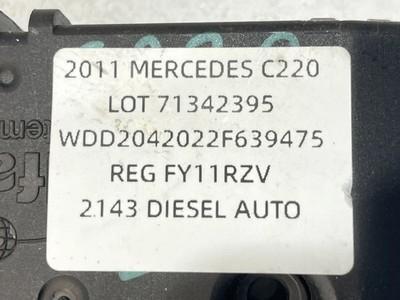 2011 MERCEDES C220
LOT 71342395
WDD2042022F639475
REG FY11RZV
2143 DIESEL AUTO